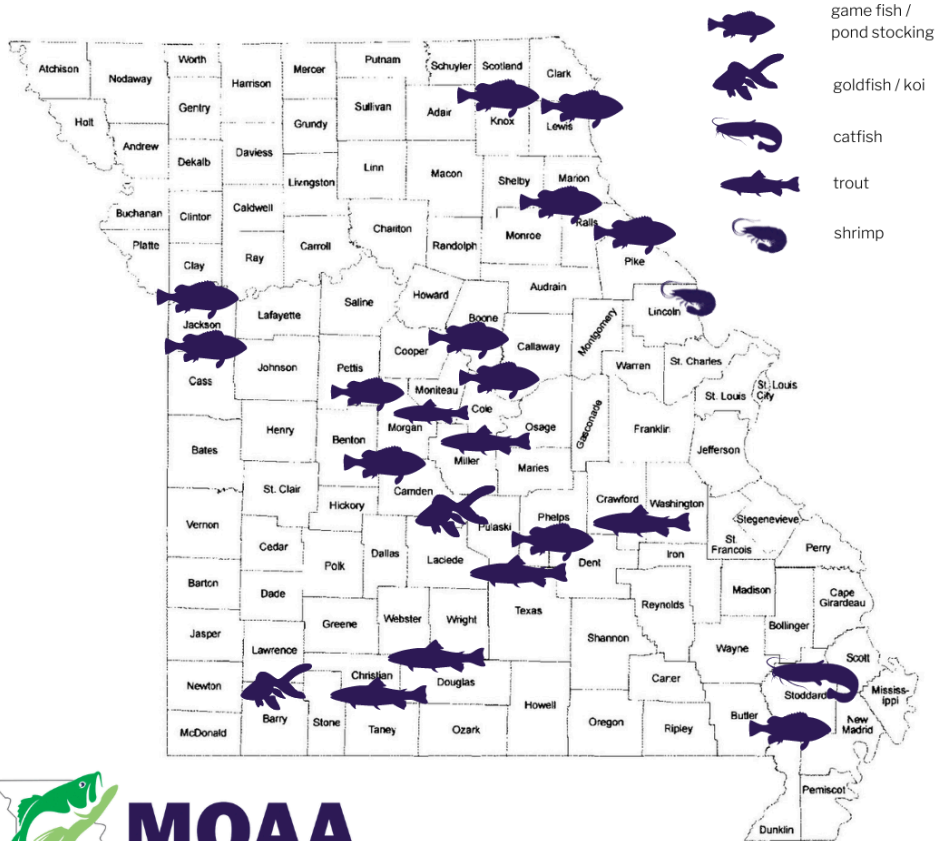 game fish /
pond stocking
goldfish / koi
catfish
trout
shrimp
Atchison
Nodaway
Worth
Harrison
Mercer
Putnam
Schuyler
Scotland
Clark
Holt
Gentry
Sullivan
Adair
Knox
Lewis
Andrew
Dekalb
Daviess
Grundy
Livngston
Linn
Macon
Shelby
Marion
Buchanan
Clinton
Caldwell
Carroll
Chariton
Randolph
Monroe
Ralls
Pike
Platte
Clay
Ray
Audrain
Jackson
Lafayette
Saline
Howard
Boone
Callaway
Montgomery
Lincoln
Cass
Johnson
Pettis
Cooper
Moniteau
Cole
Warren
St. Charles
St. Louis
St. Louis
City
Bates
Henry
Benton
Morgan
Miller
Osage
Maries
Gasconade
Franklin
Jefferson
Vernon
St. Clair
Hickory
Camden
Pulaski
Phelps
Crawford
Washington
Stegenevieve
St.
Francois
Perry
Cedar
Polk
Dallas
Laclede
Dent
Iron
Barton
Dade
Texas
Reynolds
Madison
Cape
Girardeau
Bollinger
Jasper
Greene
Webster
Wright
Shannon
Wayne
Scott
Lawrence
Newton
Christian
Douglas
Howell
Carter
Stoddard
Mississ-
ippi
McDonald
Barry
Stone
Taney
Ozark
Oregon
Ripley
Butler
New
Madrid
Pemiscot
Dunklin
MOAA